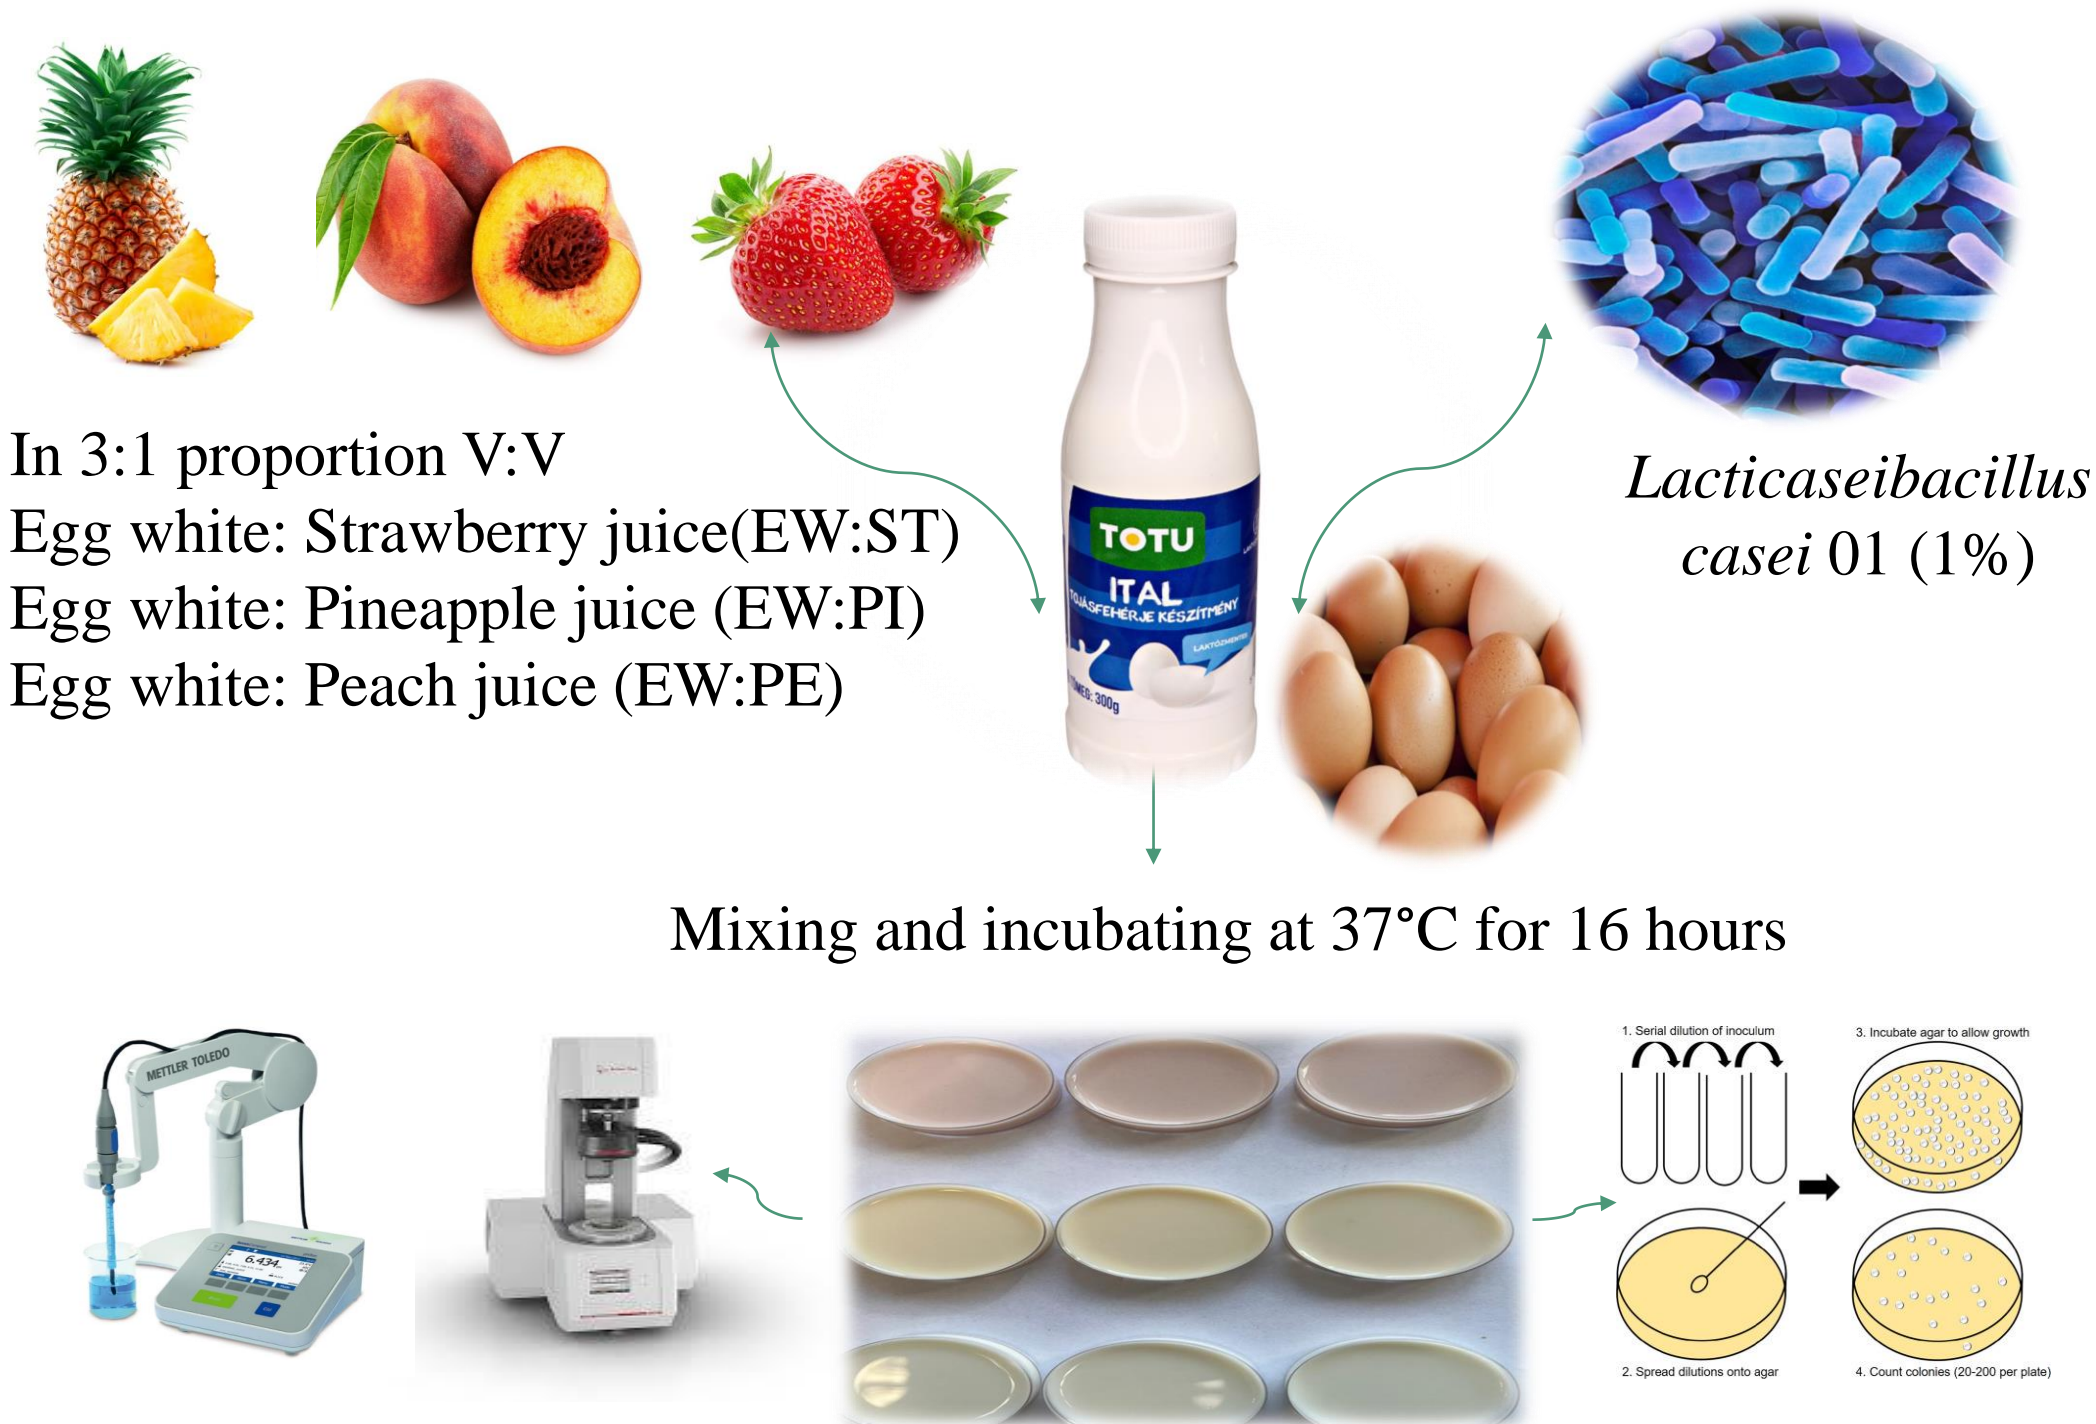 In 3:1 proportion V:V
Egg white: Strawberry juice(EW:ST)
Egg white: Pineapple juice (EW:PI)
Egg white: Peach juice (EW:PE)
TOTU
ITAL
TOJÁSFEHÉRJE KÉSZÍTMÉNY
LAKTÓZMENTES
300g
Lacticaseibacillus
casei 01 (1%)
Mixing and incubating at 37°C for 16 hours
METTLER TOLEDO
6.434
1. Serial dilution of inoculum
2. Spread dilutions onto agar
3. Incubate agar to allow growth
4. Count colonies (20-200 per plate)